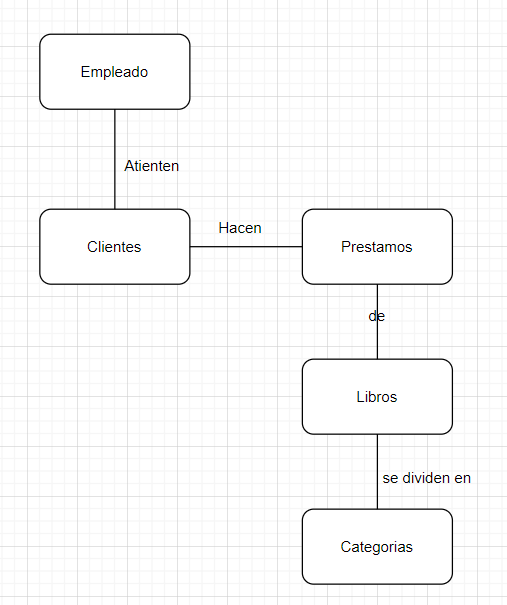 Empleado
Atienten
Clientes
Hacen
Prestamos
de
Libros
se dividen en
Categorias